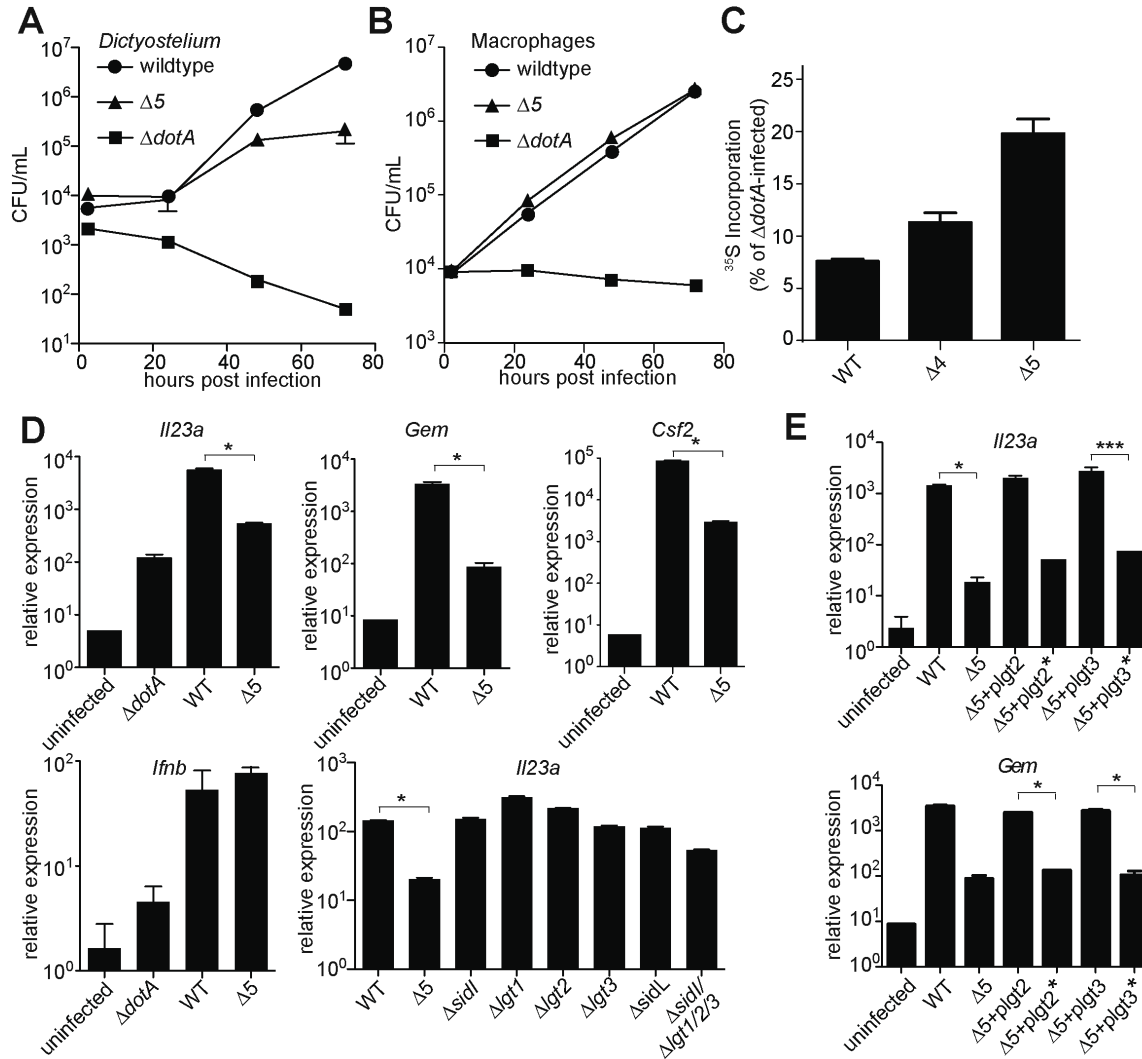 A
Dictyostelium
wildtype
Δ5
ΔdotA
CFU/mL
10^7
10^6
10^5
10^4
10^3
10^2
10^1
0 20 40 60 80
hours post infection
B
Macrophages
wildtype
Δ5
ΔdotA
CFU/mL
10^7
10^6
10^5
10^4
10^3
0 20 40 60 80
hours post infection
C
35S Incorporation
(% of ΔdotA-infected)
25
20
15
10
5
0
WT Δ4 Δ5
D
Il23a
*
relative expression
10^4
10^3
10^2
10^1
10^0
uninfected ΔdotA WT Δ5
Gem
*
relative expression
10^4
10^3
10^2
10^1
10^0
uninfected WT Δ5
Csf2
*
relative expression
10^5
10^4
10^3
10^2
10^1
10^0
uninfected WT Δ5
Ifnb
relative expression
10^2
10^1
10^0
uninfected ΔdotA WT Δ5
Il23a
*
relative expression
10^3
10^2
10^1
10^0
WT Δ5 ΔsidI Δlgt1 Δlgt2 Δlgt3 ΔsidL ΔsidI/
Δlgt1/2/3
E
Il23a
* ***
relative expression
10^4
10^3
10^2
10^1
10^0
uninfected WT Δ5 Δ5+plgt2 Δ5+plgt2* Δ5+plgt3 Δ5+plgt3*
Gem
* *
relative expression
10^4
10^3
10^2
10^1
10^0
uninfected WT Δ5 Δ5+plgt2 Δ5+plgt2* Δ5+plgt3 Δ5+plgt3*